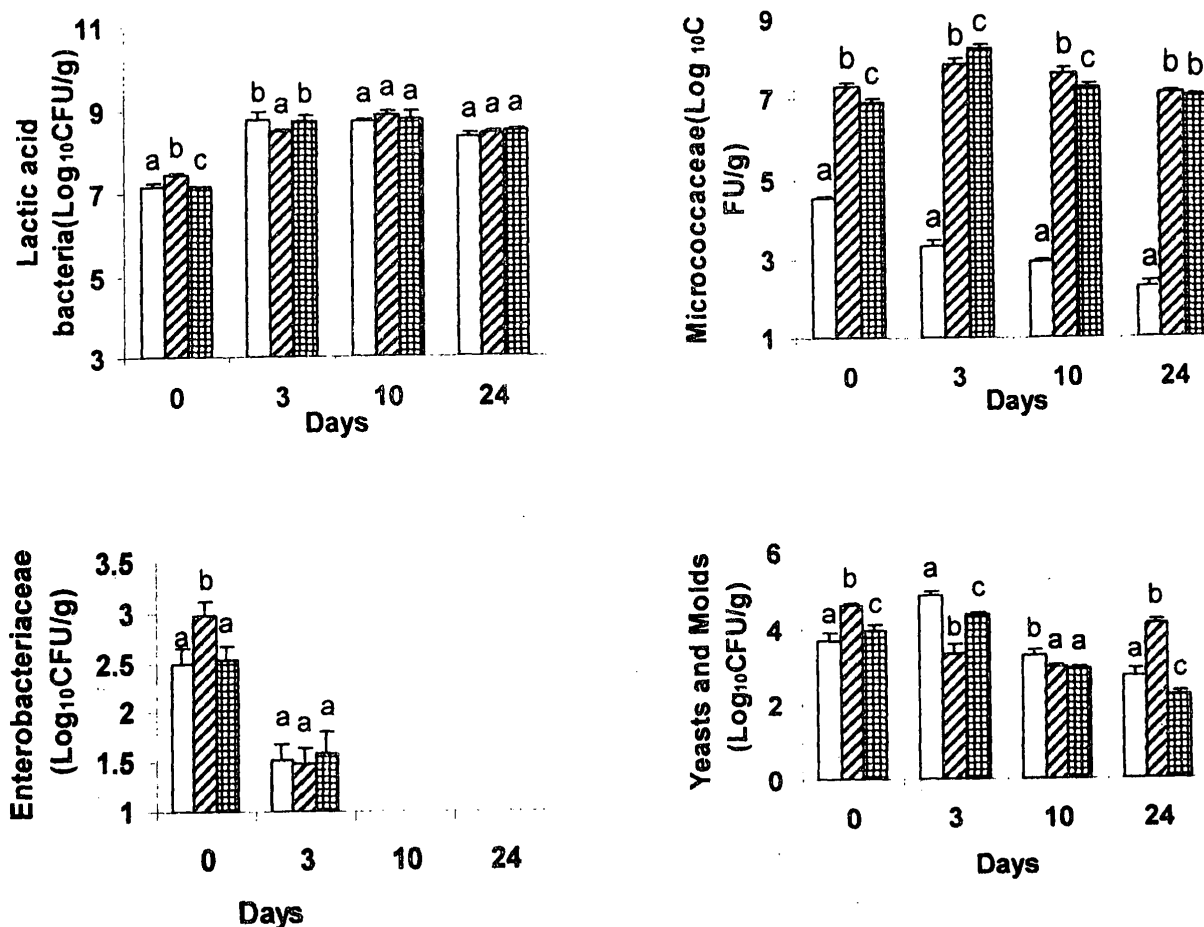 11
9
7
5
3
Lactic acid
bacteria(Log 10CFU/g)
a b c
b a b
a a a
a a a
0 3 10 24
Days
9
7
5
3
1
Micrococcaceae(Log 10C
FU/g)
a b c
a b c
a b c
a b b
0 3 10 24
Days
3.5
3
2.5
2
1.5
1
Enterobacteriaceae
(Log10CFU/g)
a b a
a a a
0 3 10 24
Days
6
4
2
0
Yeasts and Molds
(Log10CFU/g)
a b c
a b c
b a a
a b c
0 3 10 24
Days